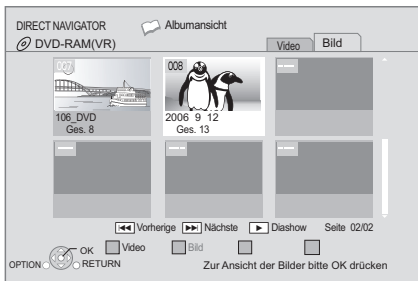 DIRECT NAVIGATOR Albumansicht
DVD-RAM(VR) Video Bild
007 008 ---
106_DVD 2006 9 12
Ges. 8 Ges. 13
--- --- ---
Vorherige Nächste Diashow Seite 02/02
OK Video Bild
OPTION RETURN Zur Ansicht der Bilder bitte OK drücken